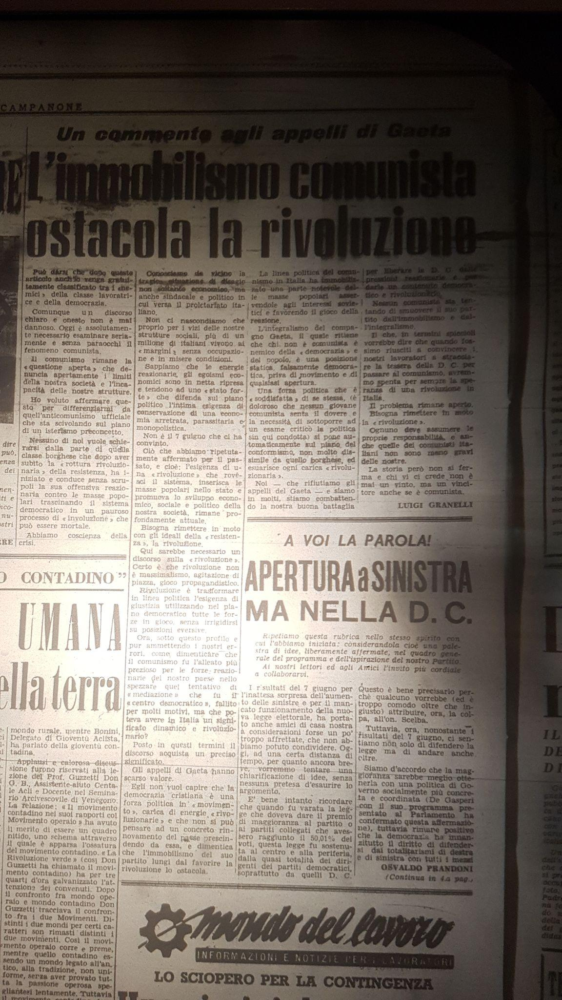 CAMPANONE
Un commento agli appelli di Gaeta
L'immobilismo comunista
ostacola la rivoluzione
Può darsi che dopo questo
articolo anch'io venga gratui-
tamente classificato tra i «ne-
mici» della classe lavoratri-
ce e della democrazia.
Comunque un discorso
chiaro e onesto non è mai
dannoso. Oggi è assolutamen-
te necessario esaminare seria-
mente e senza paraocchi il
fenomeno comunista.
Il comunismo rimane la
«questione aperta» che de-
nuncia apertamente i limiti
della nostra società e l'inca-
pacità delle nostre strutture.
Ho voluto affermare que-
sto per differenziarmi da
quell'anticomunismo ufficiale
che sta scivolando sul piano
di un isterismo preconcetto.
Nessuno di noi vuole schie-
rarsi dalla parte di quella
classe borghese che dopo aver
subito la «rottura rivoluzio-
naria» della resistenza, ha i-
niziato e conduce senza scru-
poli la sua offensiva reazio-
naria contro le masse popo-
lari trascinando il sistema
democratico in un pauroso
processo di «involuzione» che
può essere mortale.
Abbiamo coscienza della
crisi.
Conosciamo da vicino la
tragica situazione di disagio
non soltanto economico, ma
anche sindacale e politico in
cui versa il proletariato ita-
liano.
Non ci nascondiamo che
proprio per i vizi delle nostre
strutture sociali, più di un
milione di italiani vivono ai
«margini» senza occupazio-
ne e in misere condizioni.
Sappiamo che le energie
reazionarie, gli egoismi eco-
nomici sono in netta ripresa
e tendono ad uno «stato for-
te» che difenda sul piano
politico l'intima esigenza di
conservazione di una econo-
mia arretrata, parassitaria e
monopolistica.
Non è il 7 guigno che ci ha
convinto.
Ciò che abbiamo ripetuta-
mente affermato per il pas-
sato, e cioè: l'esigenza di u-
na «rivoluzione» che rove-
sci il sistema, inserisca le
masse popolari nello stato e
promuova lo sviluppo econo-
mico, sociale e politico della
nostra società, rimane pro-
fondamente attuale.
Bisogna rimettere in moto
con gli ideali della «resisten-
za», la rivoluzione.
Qui sarebbe necessario un
discorso sulla «rivoluzione».
Certo è che rivoluzione non
è massimalismo, agitazione di
piazza, gioco propagandistico.
Rivoluzione è trasformare
in linea politica l'esigenza di
giustizia utilizzando nel pia-
no democratico tutte le for-
ze in gioco, senza irrigidirsi
su posizioni eversive.
Ora, sotto questo profilo e
pur ammettendo i nostri er-
rori, come dimenticare che
il comunismo fu l'alleato più
prezioso per le forze reazio-
narie del nostro paese nello
spezzare quel tentativo di
«mediazione» che fu il
«centro democratico», fallito
per molti motivi, ma che po-
teva avere in Italia un signi-
ficato dinamico e rivoluzio-
nario?
Posto in questi termini il
discorso acquista un preciso
significato.
Gli appelli di Gaeta hanno
scarso valore.
Egli non vuol capire che la
democrazia cristiana è una
forza politica in «movimen-
to», carica di energie «rivo-
luzionarie» e che non si può
pensare ad un concreto rin-
novamento del paese prescin-
dendo da essa, e dimentica
che l'immobilismo del suo
partito lungi dal favorire la
rivoluzione lo ostacola.
La linea politica del comu-
nismo in Italia ha immobiliz-
zato una parte notevole del-
le masse popolari asser-
vendole agli interessi sovie-
tici e favorendo il gioco della
reazione.
L'integralismo del compa-
gno Gaeta, il quale ritiene
che chi non è comunista è
nemico della «democrazia» e
del popolo, è una posizione
statica, falsamente democra-
tica, priva di movimento e di
qualsiasi apertura.
Una forza politica che è
«soddisfatta» di se stessa, (è
doloroso che nessun giovane
comunista senta il dovere e
la necessità di sottoporre ad
un esame critico la politica
sin qui condotta) si pone au-
tomaticamente sul piano del
conformismo, non molto dis-
simile da quello borghese, ed
esuarisce ogni carica «rivolu-
zionaria».
Noi — che rifiutiamo gli
appelli del Gaeta — e siamo
in molti, stiamo combatten-
do la nostra buona battaglia
per liberare la D. C. dalle
pressioni reazionarie e per
darle un contenuto democra-
tico e rivoluzionario.
Nessun comunista sta ten-
tando di smuovere il suo par-
tito dall'immobilismo e dal-
l'integralismo.
Il che, in termini spiccioli
vorrebbe dire che quando fos-
simo riusciti a convincere i
nostri lavoratori a straccia-
re la tessera della D. C. per
passare al comunismo, avrem-
mo spenta per sempre la spe-
ranza di una rivoluzione in
Italia.
Il problema rimane aperto.
Bisogna rimettere in moto
la «rivoluzione».
Ognuno deve assumere le
proprie responsabilità, e an-
che quelle dei comunisti ita-
liani non sono meno gravi
delle nostre.
La storia però non si fer-
ma e chi vi ci crede non è
mai un vinto, ma un vinci-
tore anche se è comunista.
LUIGI GRANELLI
A VOI LA PAROLA!
APERTURA a SINISTRA
MA NELLA D. C.
Ripetiamo questa rubrica nello stesso spirito con
cui l'abbiamo iniziata: considerandola cioè una pale-
stra di idee, liberamente affermate, nel quadro gene-
rale del programma e dell'ispirazione del nostro Partito.
Ai nostri lettori ed agli Amici l'invito più cordiale
a collaborarvi.
I risultati del 7 giugno per
l'inattesa sorpresa dell'aumen-
to delle sinistre e per il man-
cato funzionamento della nuo-
va legge elettorale, ha porta-
to anche amici di casa nostra
a considerazioni forse un po'
troppo affrettate, che non ab-
biamo potuto condividere. Og-
gi, ad una certa distanza di
tempo, per quanto ancora bre-
ve, vorremmo tentare una
chiarificazione di idee, senza
nessuna pretesa d'esaurire lo
argomento.
E' bene intanto ricordare
che quando fu varata la leg-
ge che doveva dare il premio
di maggioranza al partito o
ai partiti collegati che aves-
sero raggiunto il 50,01% dei
voti, questa legge fu sostenu-
ta al centro e alla periferia,
dalla quasi totalità dei diri-
genti dei partiti democratici,
soprattutto da quelli D. C.
Questo è bene precisarlo per-
chè qualcuno vorrebbe (ed è
troppo comodo oltre che in-
giusto) attribuire, ora, la col-
pa, all'on. Scelba.
Tuttavia, ora, nonostante i
risultati del 7 giugno, ci sen-
tiamo non solo di difendere la
legge ma di andare anche
oltre.
Siamo d'accordo che la mag-
gioranza sarebbe meglio otte-
nerla con una politica di Go-
verno socialmente più concre-
ta e coordinata (De Gasperi
con il suo programma pre-
sentato al Parlamento ha
confermato questa affermazio-
ne), tuttavia rimane positivo
che la democrazia ha innan-
zitutto il diritto di difender-
si dai totalitarismi di destra
e di sinistra con tutti i mezzi
OSVALDO PRANDONI
(Continua in 4.a pag.)
O CONTADINO”
UMANA
ella terra
mondo rurale, mentre Bonini,
Delegato di Gioventù Aclista,
ha parlato della gioventù con-
tadina.
Applausi e calorosa discus-
sione furono riservati alla le-
zione del Prof. Guzzetti Don
G. B., Assistente-aiuto Centa-
le Acli e Docente nel Semina-
rio Arcivescovile di Venegono.
La relazione: «Il movimento
contadino nei suoi rapporti col
Movimento operaio» ha avuto
il merito di essere un quadro
nitido, uno schema attraverso
il quale è apparsa l'ossatura
del movimento contadino. «La
Rivoluzione verde» (così Don
Guzzetti ha chiamato il movi-
mento contadino) ha per tre
quarti d'ora galvanizzato l'at-
tenzione dei convenuti. Dopo
il confronto fra mondo ope-
raio e mondo contadino Don
Guzzetti tracciava il confron-
to fra i due Movimenti. Di-
stinti i due mondi per certi ca-
ratteri son rimasti distinti i
due movimenti. Così il movi-
mento operaio corre e preme,
mentre quello contadino es-
sendo un mondo legato all'an-
tico, alla tradizione, non uni-
forme, senza aver provato tut-
ta la passione operosa spe-
gliantesi lentamente. Tuttavia
mondo del lavoro
INFORMAZIONI E NOTIZIE PER I LAVORATORI
LO SCIOPERO PER LA CONTINGENZA